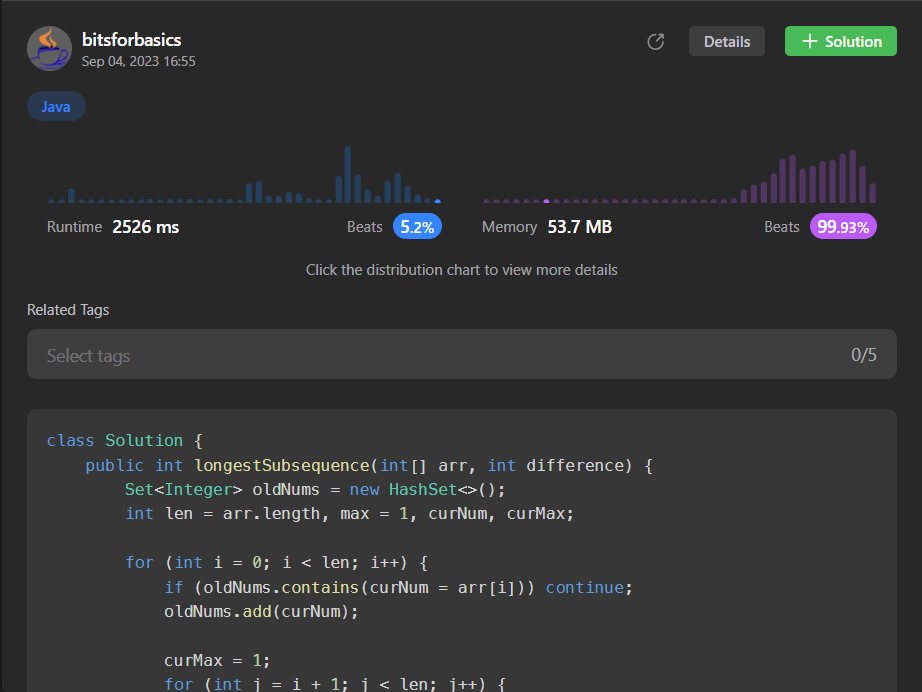 bitsforbasics
Sep 04, 2023 16:55
Details
+ Solution
Java
Runtime 2526 ms Beats 5.2%
Memory 53.7 MB Beats 99.93%
Click the distribution chart to view more details
Related Tags
Select tags 0/5
class Solution {
    public int longestSubsequence(int[] arr, int difference) {
        Set<Integer> oldNums = new HashSet<>();
        int len = arr.length, max = 1, curNum, curMax;

        for (int i = 0; i < len; i++) {
            if (oldNums.contains(curNum = arr[i])) continue;
            oldNums.add(curNum);

            curMax = 1;
            for (int j = i + 1; j < len; j++) {